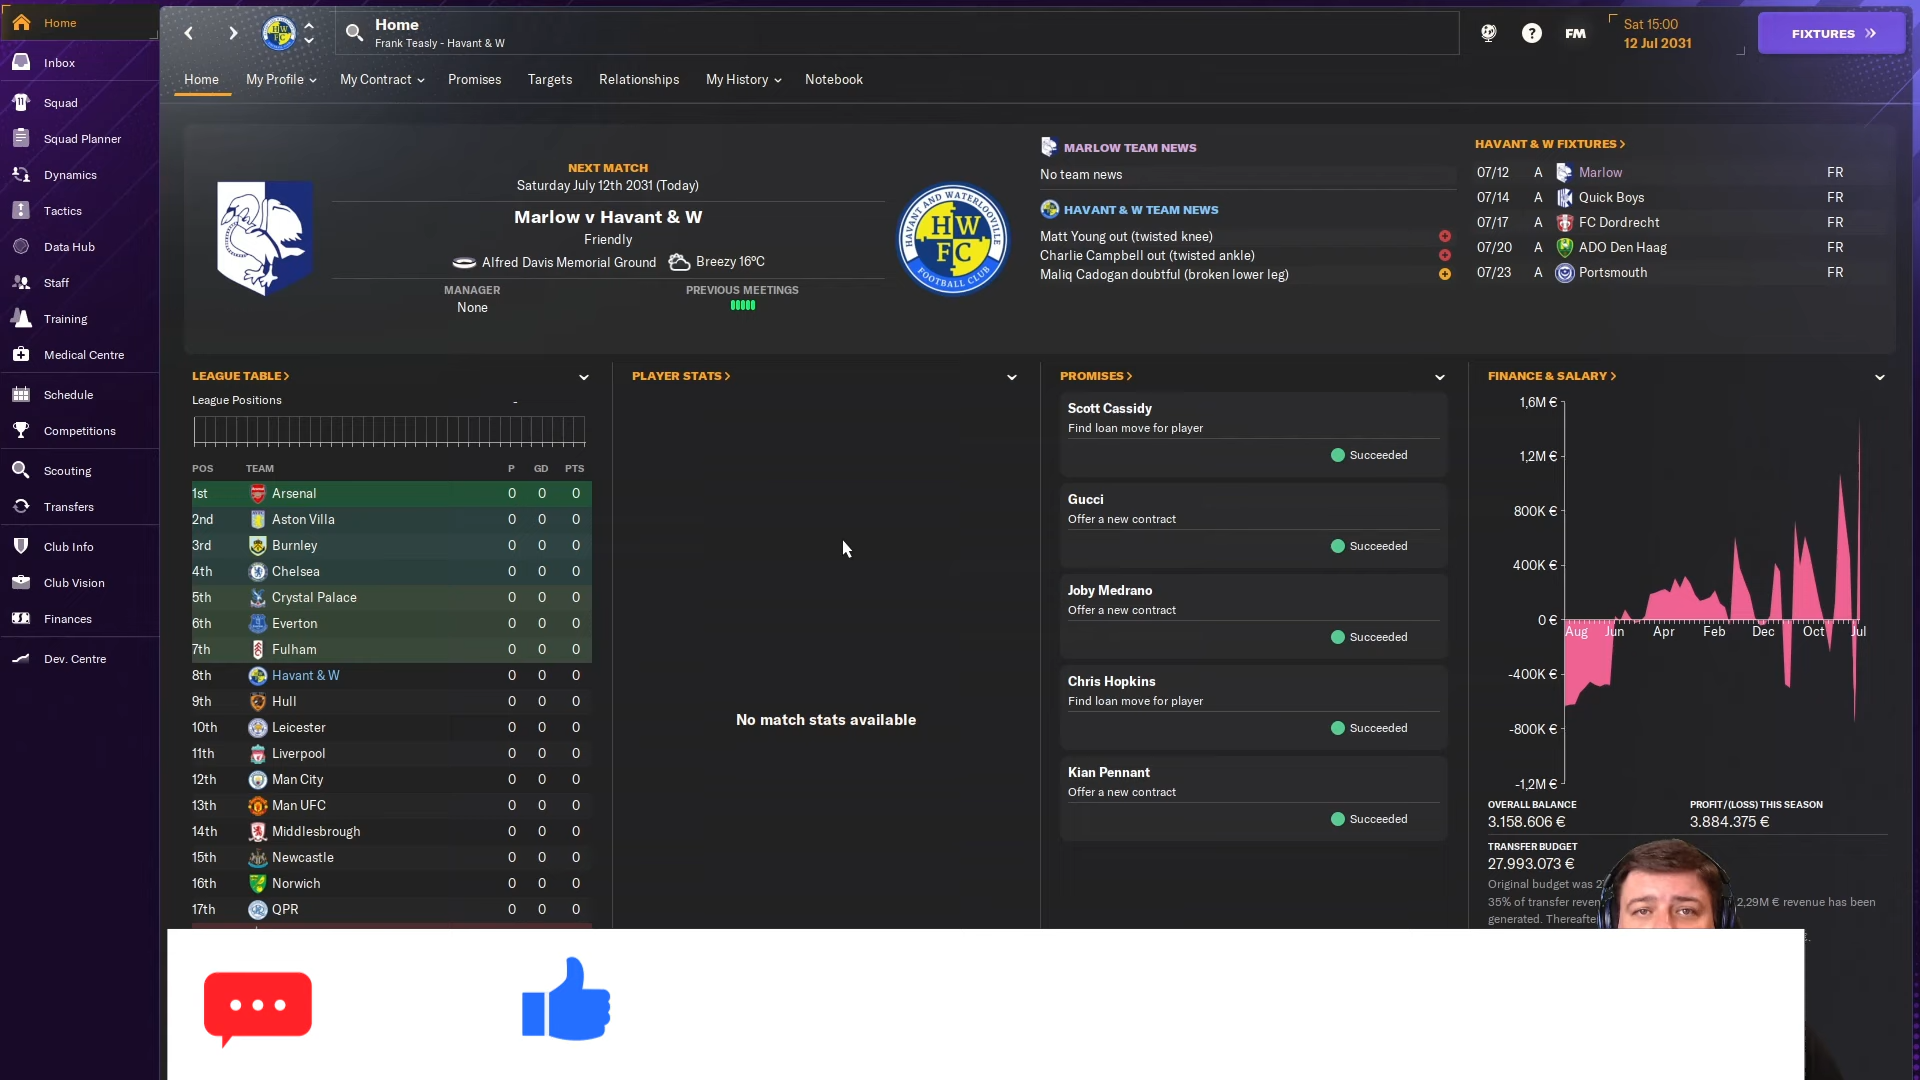 Home
Inbox
Squad
Squad Planner
Dynamics
Tactics
Data Hub
Staff
Training
Medical Centre
Schedule
Competitions
Scouting
Transfers
Club Info
Club Vision
Finances
Dev. Centre
Home
Frank Teasly - Havant & W
FM
Sat 15:00
12 Jul 2031
FIXTURES
Home My Profile My Contract Promises Targets Relationships My History Notebook
NEXT MATCH
Saturday July 12th 2031 (Today)
Marlow v Havant & W
Friendly
Alfred Davis Memorial Ground Breezy 16°C
MANAGER
None
PREVIOUS MEETINGS
HAVANT AND WATERLOOVILLE
HW
FC
FOOTBALL CLUB
MARLOW TEAM NEWS
No team news
HAVANT & W TEAM NEWS
Matt Young out (twisted knee)
Charlie Campbell out (twisted ankle)
Maliq Cadogan doubtful (broken lower leg)
HAVANT & W FIXTURES
07/12 A Marlow FR
07/14 A Quick Boys FR
07/17 A FC Dordrecht FR
07/20 A ADO Den Haag FR
07/23 A Portsmouth FR
LEAGUE TABLE
League Positions -
POS TEAM P GD PTS
1st Arsenal 0 0 0
2nd Aston Villa 0 0 0
3rd Burnley 0 0 0
4th Chelsea 0 0 0
5th Crystal Palace 0 0 0
6th Everton 0 0 0
7th Fulham 0 0 0
8th Havant & W 0 0 0
9th Hull 0 0 0
10th Leicester 0 0 0
11th Liverpool 0 0 0
12th Man City 0 0 0
13th Man UFC 0 0 0
14th Middlesbrough 0 0 0
15th Newcastle 0 0 0
16th Norwich 0 0 0
17th QPR 0 0 0
PLAYER STATS
No match stats available
PROMISES
Scott Cassidy
Find loan move for player
Succeeded
Gucci
Offer a new contract
Succeeded
Joby Medrano
Offer a new contract
Succeeded
Chris Hopkins
Find loan move for player
Succeeded
Kian Pennant
Offer a new contract
Succeeded
FINANCE & SALARY
1,6M €
1,2M €
800K €
400K €
0 €
-400K €
-800K €
-1,2M €
Aug Jun Apr Feb Dec Oct Jul
OVERALL BALANCE
3.158.606 €
PROFIT/(LOSS) THIS SEASON
3.884.375 €
TRANSFER BUDGET
27.993.073 €
Original budget was
35% of transfer 2,29M € revenue has been
generated.